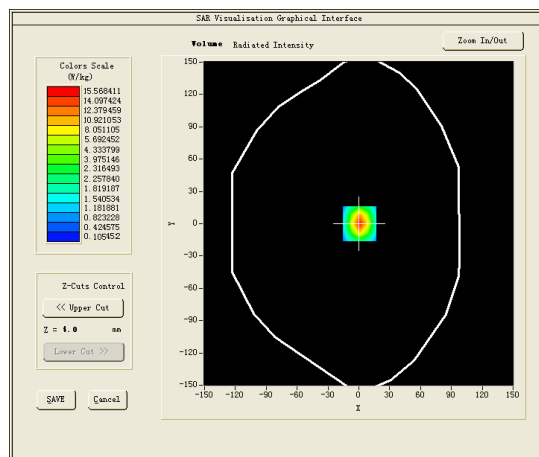 SAR Visualisation Graphical Interface
Volume Radiated Intensity
Zoom In/Out
Colors Scale
(W/kg)
15.568411
14.097424
12.379459
10.921053
8.051105
5.692452
4.333799
3.975146
2.316493
2.257840
1.819187
1.540534
1.181881
0.823228
0.424575
0.105452
Z-Cuts Control
<< Upper Cut
Z = 4.0 mm
Lower Cut >>
SAVE Cancel
150
120
90
60
30
0
-30
-60
-90
-120
-150
Y
-150 -120 -90 -60 -30 0 30 60 90 120 150
X